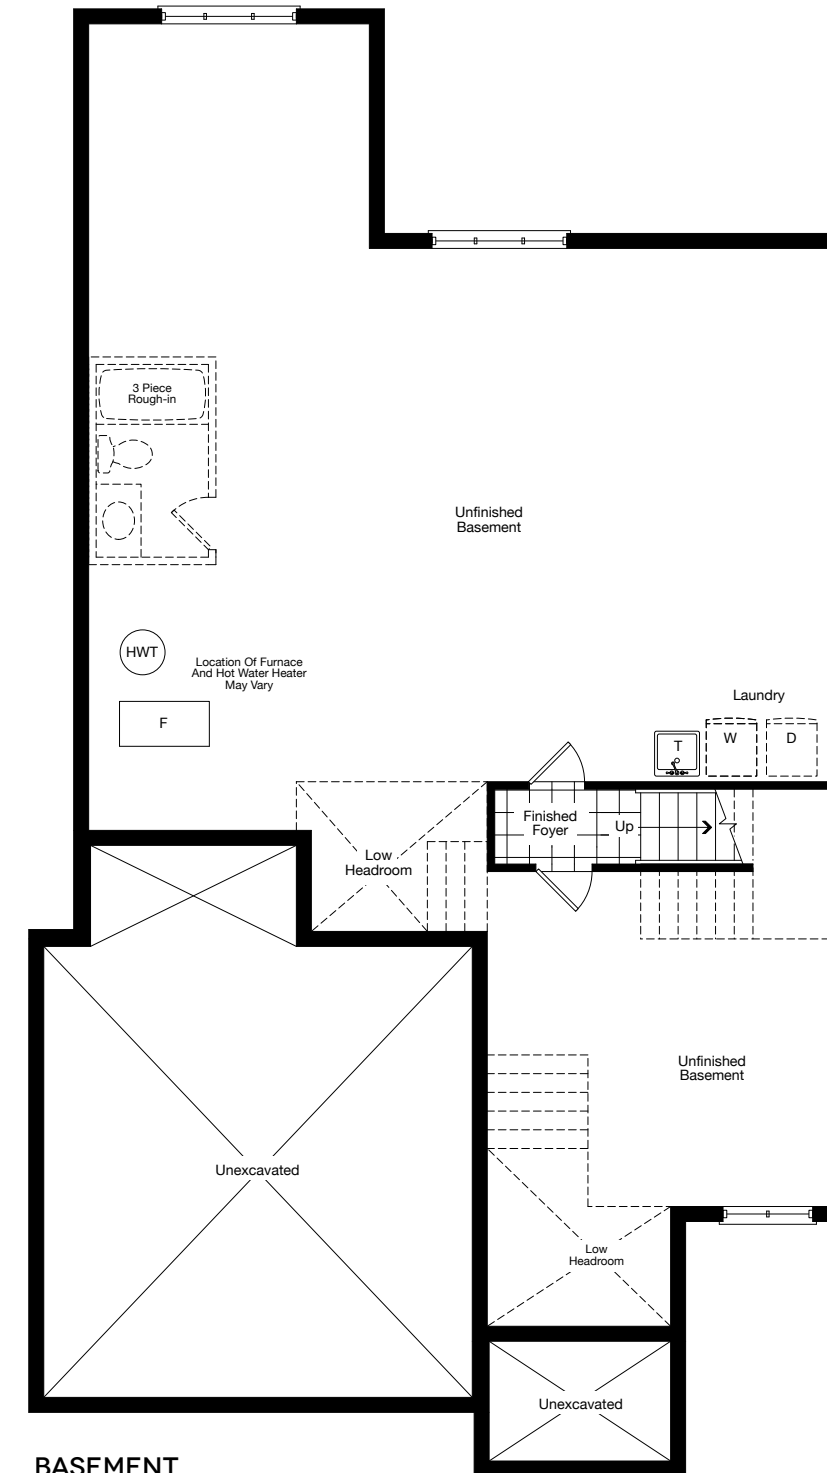 3 Piece
Rough-in
Unfinished
Basement
HWT
Location Of Furnace
And Hot Water Heater
May Vary
F
Laundry
T
W
D
Finished
Foyer
Up
Low
Headroom
Unfinished
Basement
Unexcavated
Low
Headroom
Unexcavated
BASEMENT